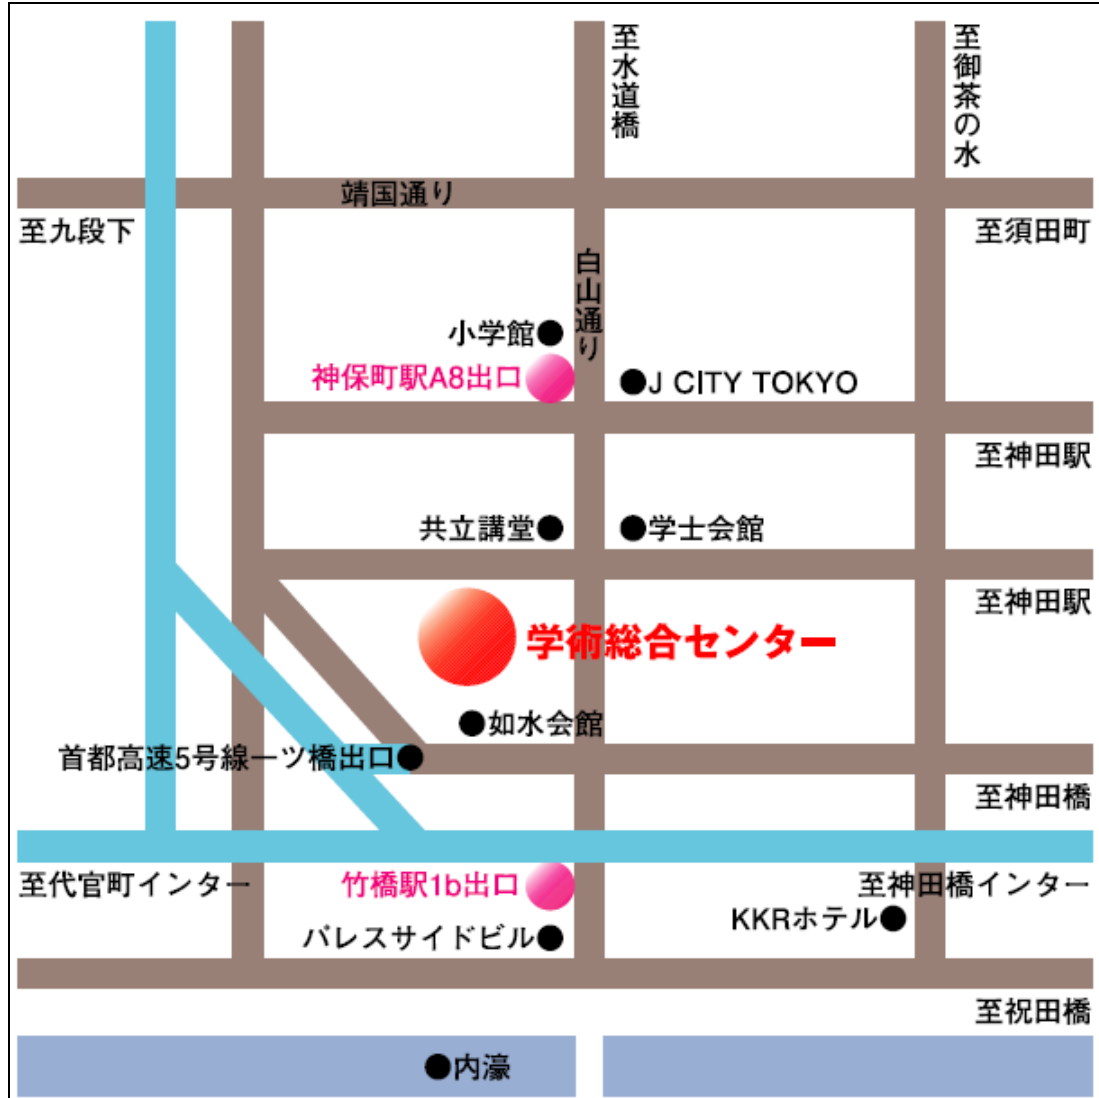 至水道橋
至御茶の水
靖国通り
至九段下
至須田町
白山通り
小学館
神保町駅A8出口
J CITY TOKYO
至神田駅
共立講堂
学士会館
至神田駅
学術総合センター
如水会館
首都高速5号線一ツ橋出口
至神田橋
至代官町インター
竹橋駅1b出口
至神田橋インター
KKRホテル
パレスサイドビル
至祝田橋
内濠